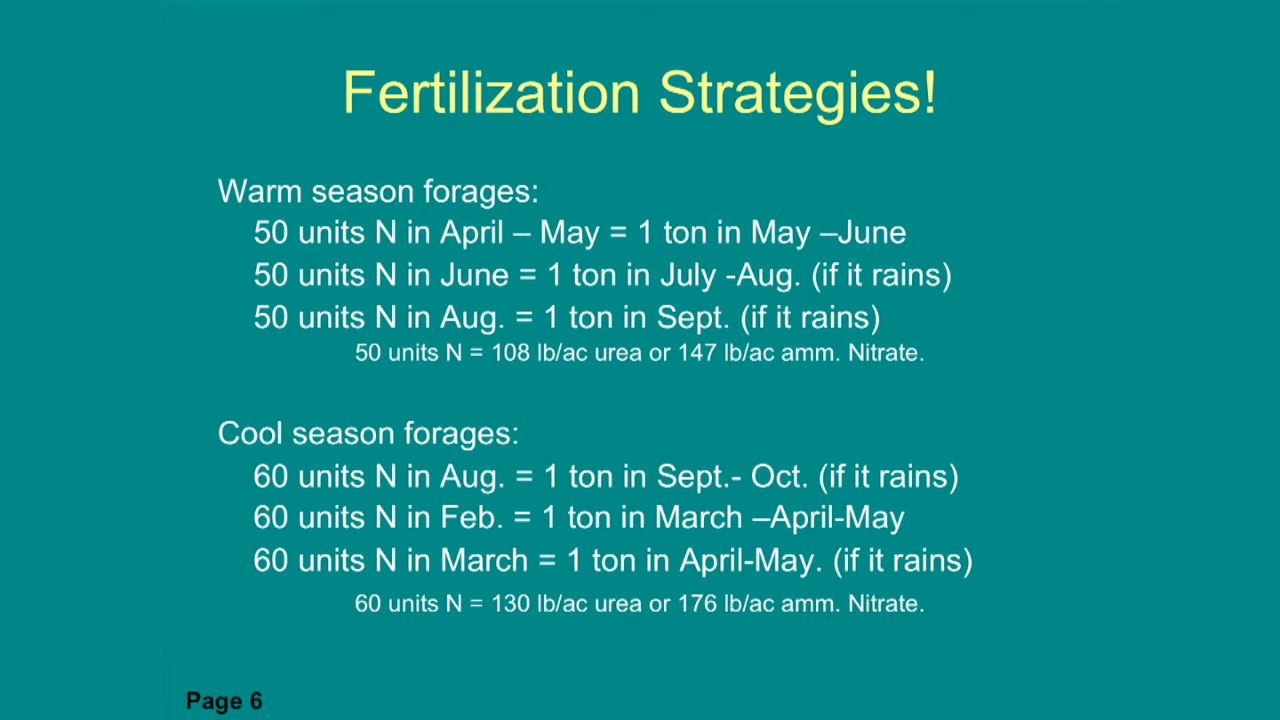 Fertilization Strategies!
Warm season forages:
50 units N in April – May = 1 ton in May –June
50 units N in June = 1 ton in July -Aug. (if it rains)
50 units N in Aug. = 1 ton in Sept. (if it rains)
50 units N = 108 lb/ac urea or 147 lb/ac amm. Nitrate.
Cool season forages:
60 units N in Aug. = 1 ton in Sept.- Oct. (if it rains)
60 units N in Feb. = 1 ton in March –April-May
60 units N in March = 1 ton in April-May. (if it rains)
60 units N = 130 lb/ac urea or 176 lb/ac amm. Nitrate.
Page 6